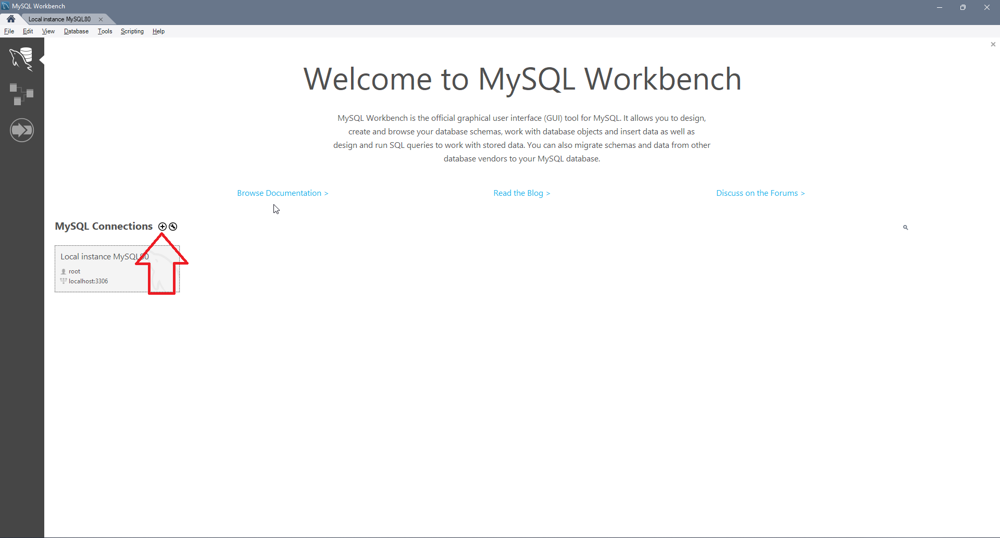 MySQL Workbench
Local instance MySQL80
File Edit View Database Tools Scripting Help
Welcome to MySQL Workbench
MySQL Workbench is the official graphical user interface (GUI) tool for MySQL. It allows you to design,
create and browse your database schemas, work with database objects and insert data as well as
design and run SQL queries to work with stored data. You can also migrate schemas and data from other
database vendors to your MySQL database.
Browse Documentation > Read the Blog > Discuss on the Forums >
MySQL Connections
Local instance MySQL80
root
localhost:3306